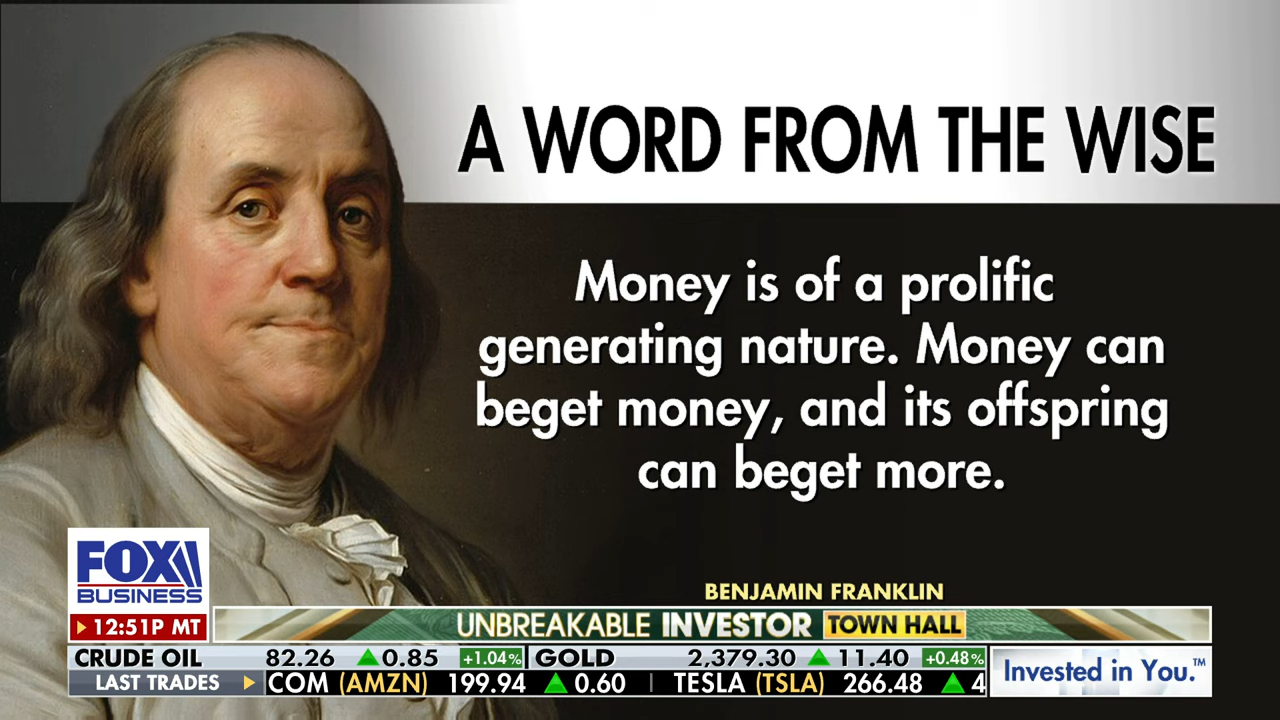 A WORD FROM THE WISE
Money is of a prolific
generating nature. Money can
beget money, and its offspring
can beget more.
BENJAMIN FRANKLIN
FOX
BUSINESS
12:51P MT
UNBREAKABLE INVESTOR TOWN HALL
CRUDE OIL 82.26 ▲0.85 +1.04% GOLD 2,379.30 ▲11.40 +0.48%
LAST TRADES COM (AMZN) 199.94 ▲0.60 | TESLA (TSLA) 266.48 ▲4
Invested in You.™